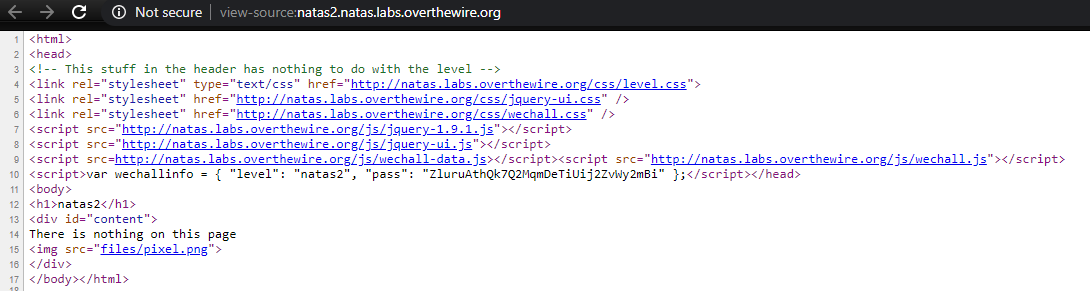 Not secure | view-source:natas2.natas.labs.overthewire.org
1 <html>
2 <head>
3 <!-- This stuff in the header has nothing to do with the level -->
4 <link rel="stylesheet" type="text/css" href="http://natas.labs.overthewire.org/css/level.css">
5 <link rel="stylesheet" href="http://natas.labs.overthewire.org/css/jquery-ui.css" />
6 <link rel="stylesheet" href="http://natas.labs.overthewire.org/css/wechall.css" />
7 <script src="http://natas.labs.overthewire.org/js/jquery-1.9.1.js"></script>
8 <script src="http://natas.labs.overthewire.org/js/jquery-ui.js"></script>
9 <script src=http://natas.labs.overthewire.org/js/wechall-data.js></script><script src="http://natas.labs.overthewire.org/js/wechall.js"></script>
10 <script>var wechallinfo = { "level": "natas2", "pass": "ZluruAthQk7Q2MqmDeTiUij2ZvWy2mBi" };</script></head>
11 <body>
12 <h1>natas2</h1>
13 <div id="content">
14 There is nothing on this page
15 <img src="files/pixel.png">
16 </div>
17 </body></html>
18